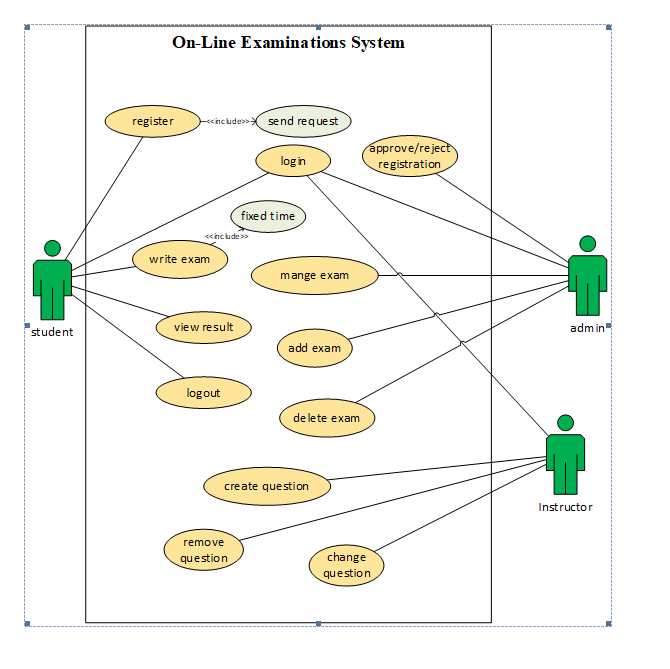 On-Line Examinations System
register
<<include>>
send request
login
approve/reject
registration
fixed time
<<include>>
write exam
mange exam
student
admin
view result
add exam
logout
delete exam
create question
Instructor
remove
question
change
question